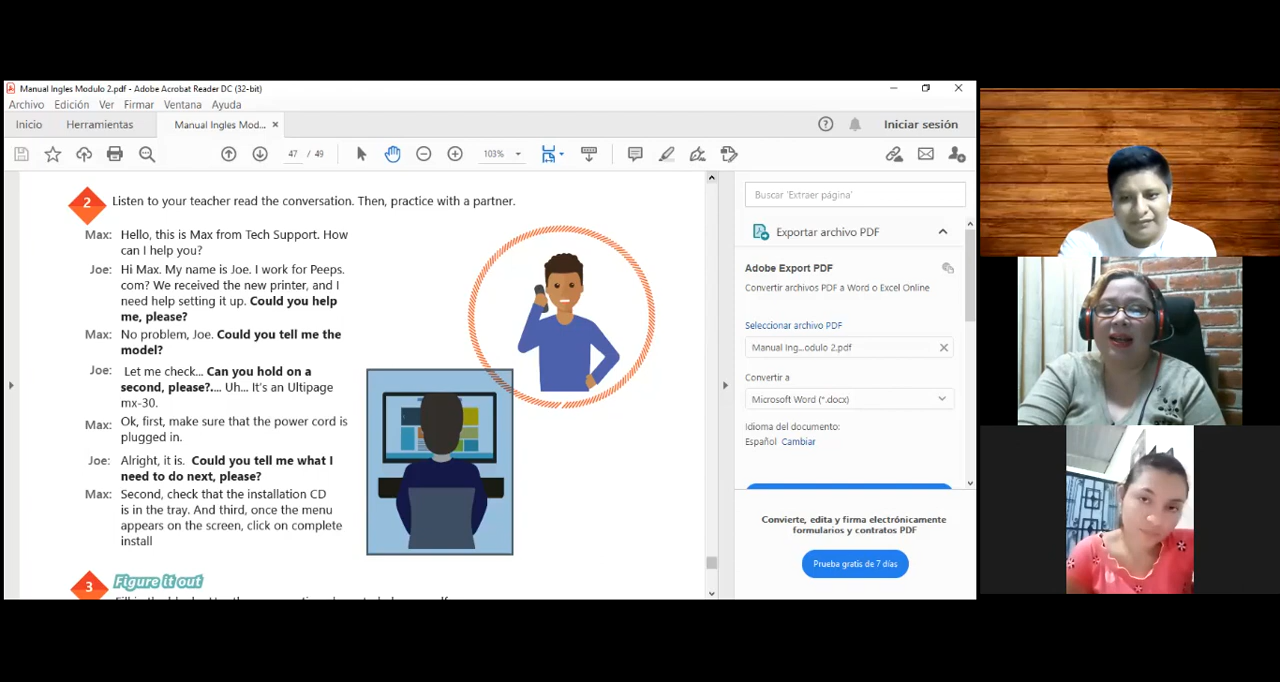 Manual Ingles Modulo 2.pdf - Adobe Acrobat Reader DC (32-bit)
Archivo Edición Ver Firmar Ventana Ayuda
Inicio Herramientas Manual Ingles Mod... × Iniciar sesión
47 / 49 103%
2 Listen to your teacher read the conversation. Then, practice with a partner.
Max: Hello, this is Max from Tech Support. How
can I help you?
Joe: Hi Max. My name is Joe. I work for Peeps.
com? We received the new printer, and I
need help setting it up. Could you help
me, please?
Max: No problem, Joe. Could you tell me the
model?
Joe: Let me check... Can you hold on a
second, please?.... Uh... It's an Ultipage
mx-30.
Max: Ok, first, make sure that the power cord is
plugged in.
Joe: Alright, it is. Could you tell me what I
need to do next, please?
Max: Second, check that the installation CD
is in the tray. And third, once the menu
appears on the screen, click on complete
install
3 Figure it out
Buscar 'Extraer página'
Exportar archivo PDF
Adobe Export PDF
Convertir archivos PDF a Word o Excel Online
Seleccionar archivo PDF
Manual Ing...odulo 2.pdf
Convertir a
Microsoft Word (*.docx)
Idioma del documento:
Español Cambiar
Convierte, edita y firma electrónicamente
formularios y contratos PDF
Prueba gratis de 7 días